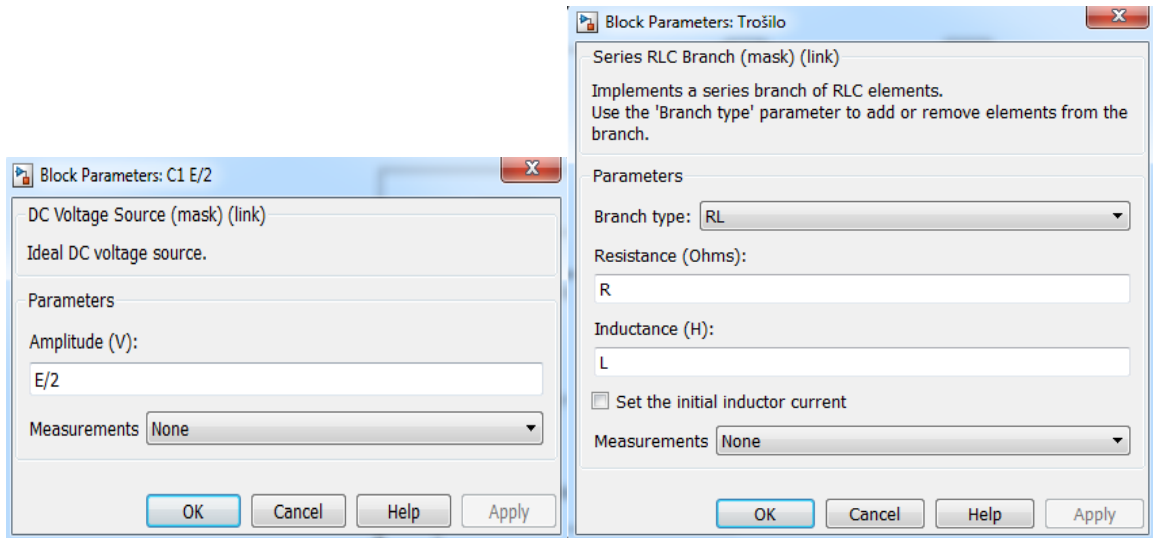 Block Parameters: C1 E/2
DC Voltage Source (mask) (link)
Ideal DC voltage source.
Parameters
Amplitude (V):
E/2
Measurements None
OK Cancel Help Apply
Block Parameters: Trošilo
Series RLC Branch (mask) (link)
Implements a series branch of RLC elements.
Use the 'Branch type' parameter to add or remove elements from the
branch.
Parameters
Branch type: RL
Resistance (Ohms):
R
Inductance (H):
L
Set the initial inductor current
Measurements None
OK Cancel Help Apply